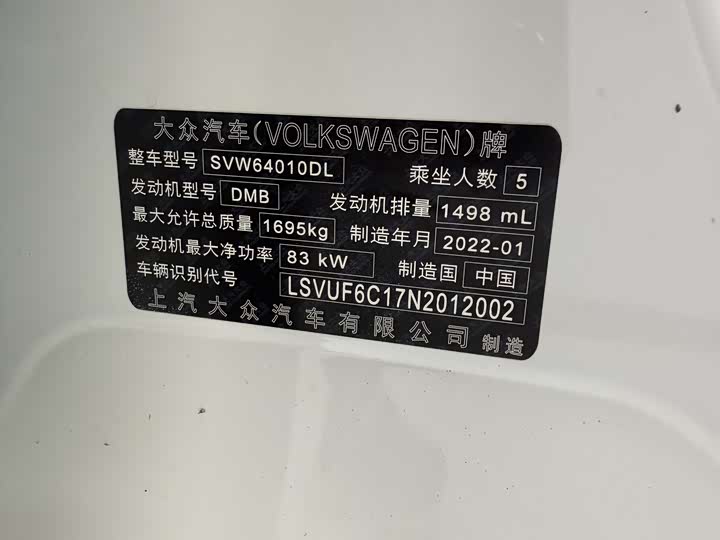 大众汽车(VOLKSWAGEN)牌
整车型号 SVW64010DL 乘坐人数 5
发动机型号 DMB 发动机排量 1498 mL
最大允许总质量 1695kg 制造年月 2022-01
发动机最大净功率 83 kW 制造国 中国
车辆识别代号 LSVUF6C17N2012002
上汽大众汽车有限公司 制造